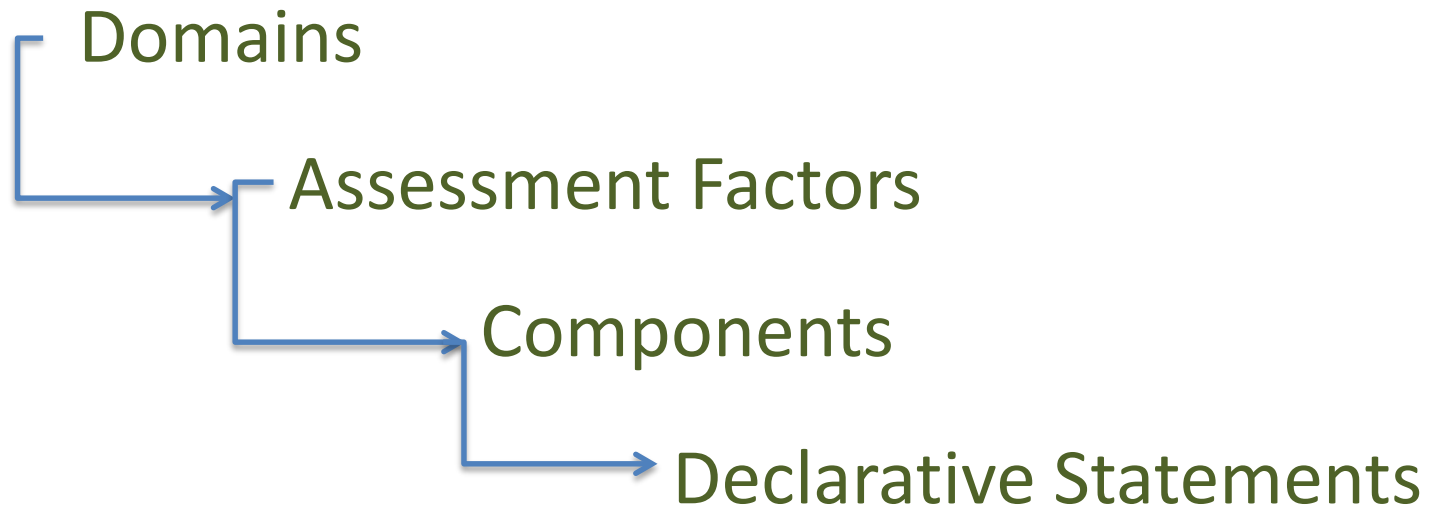 Domains
Assessment Factors
Components
Declarative Statements